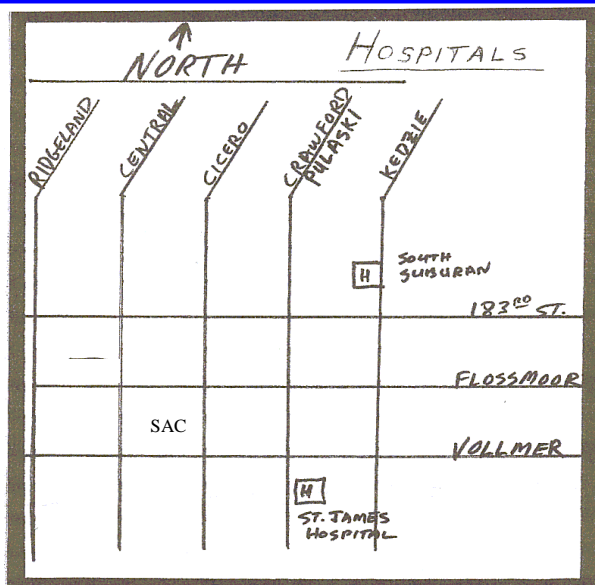 NORTH
HOSPITALS
RIDGELAND
CENTRAL
CICERO
CRAWFORD
PULASKI
KEDZIE
H
SOUTH
SUBURAN
183RD ST.
FLOSSMOOR
SAC
VOLLMER
H
ST. JAMES
HOSPITAL